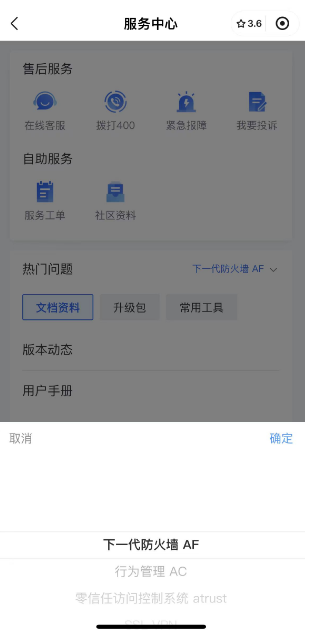 服务中心
3.6
售后服务
在线客服 拨打400 紧急报障 我要投诉
自助服务
服务工单 社区资料
热门问题 下一代防火墙 AF
文档资料 升级包 常用工具
版本动态
用户手册
取消 确定
下一代防火墙 AF
行为管理 AC
零信任访问控制系统 atrust
SSL VPN